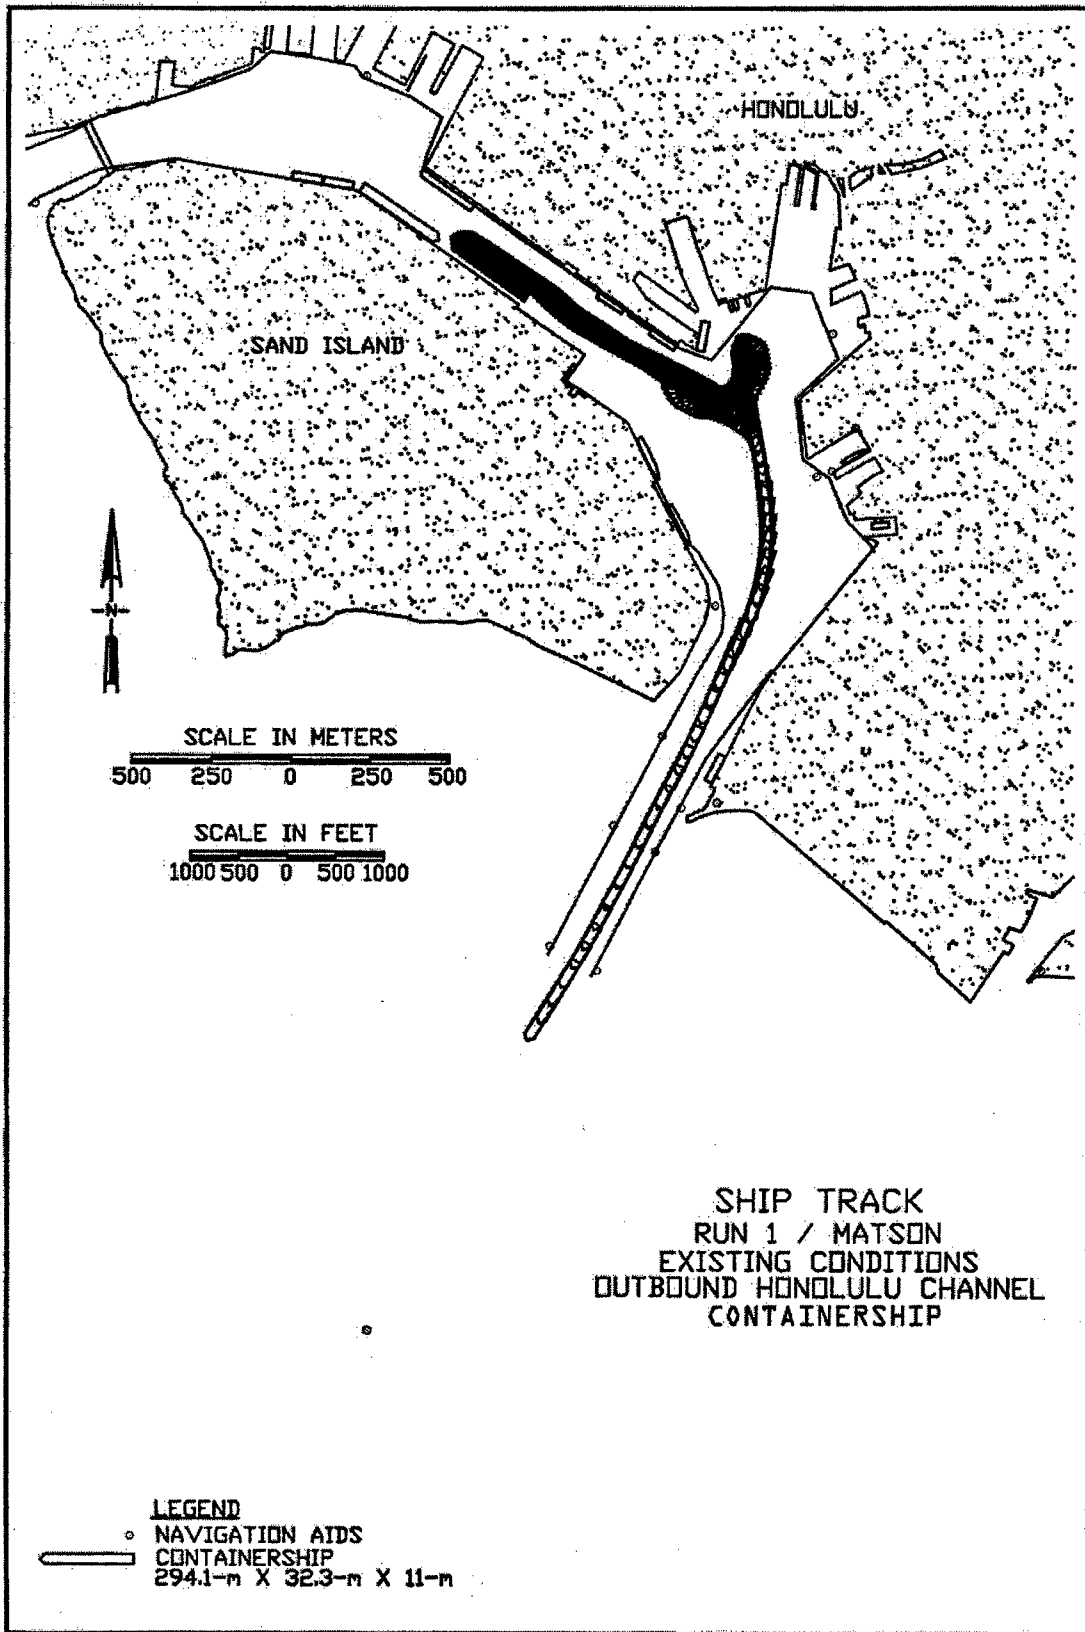 HONOLULU
SAND ISLAND
N
SCALE IN METERS
500 250 0 250 500
SCALE IN FEET
1000 500 0 500 1000
SHIP TRACK
RUN 1 / MATSON
EXISTING CONDITIONS
OUTBOUND HONOLULU CHANNEL
CONTAINERSHIP
LEGEND
NAVIGATION AIDS
CONTAINERSHIP
294.1-m X 32.3-m X 11-m